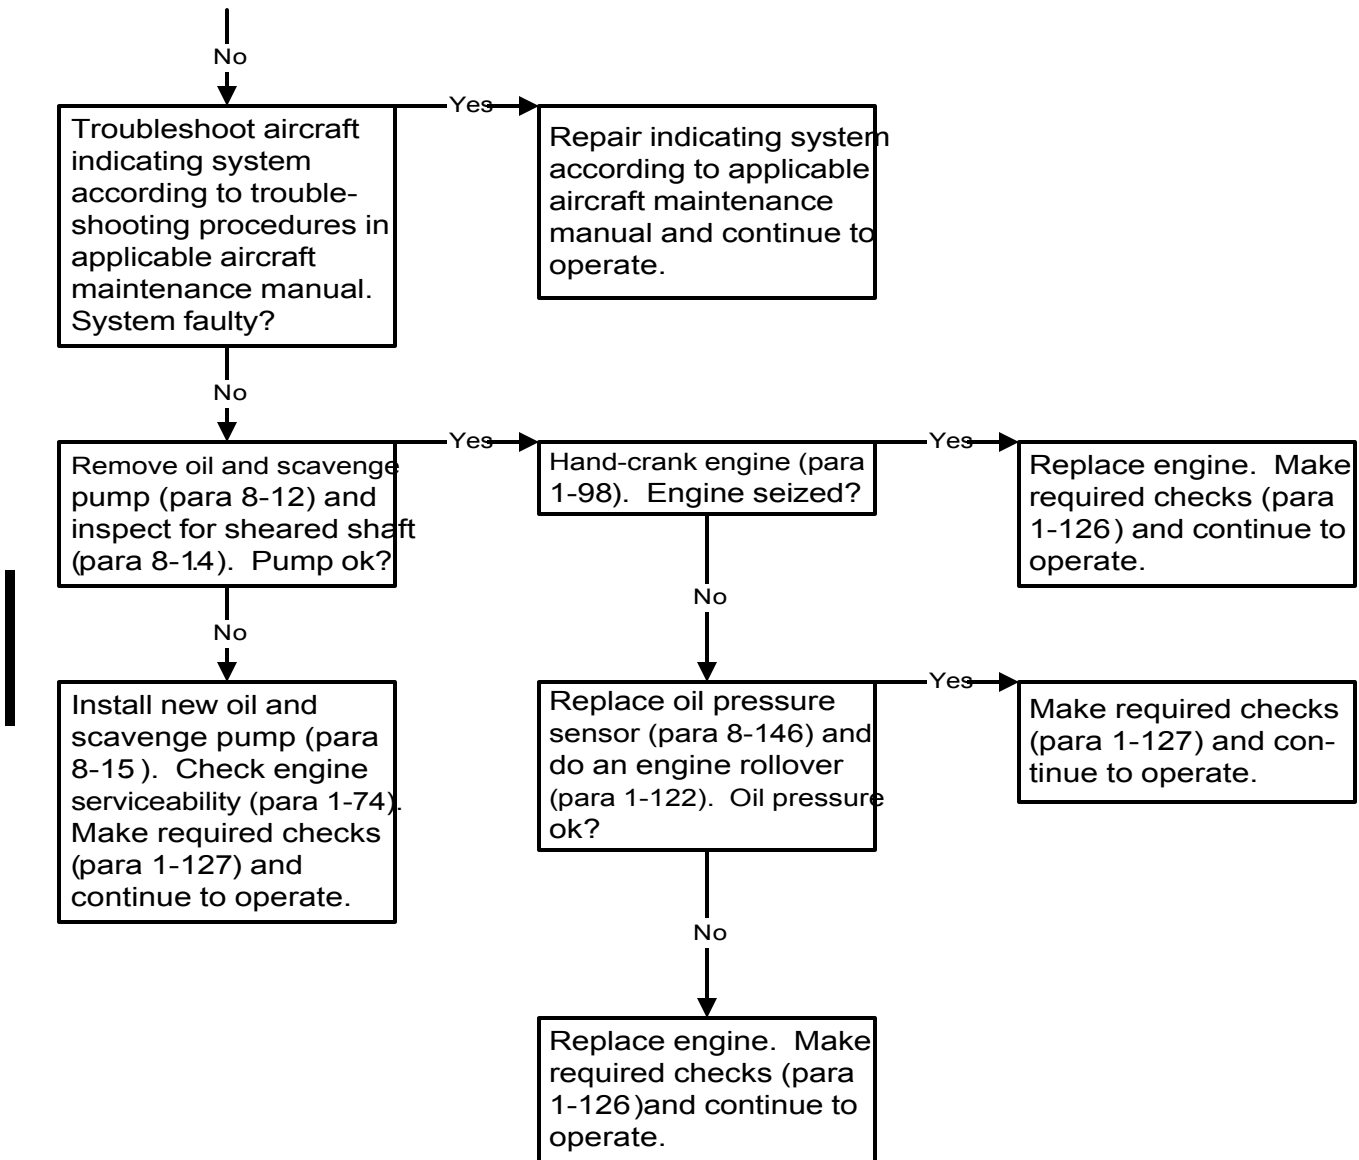 No
Troubleshoot aircraft
indicating system
according to trouble-
shooting procedures in
applicable aircraft
maintenance manual.
System faulty?
Yes
Repair indicating system
according to applicable
aircraft maintenance
manual and continue to
operate.
No
Remove oil and scavenge
pump (para 8-12) and
inspect for sheared shaft
(para 8-14). Pump ok?
Yes
Hand-crank engine (para
1-98). Engine seized?
Yes
Replace engine. Make
required checks (para
1-126) and continue to
operate.
No
Install new oil and
scavenge pump (para
8-15). Check engine
serviceability (para 1-74).
Make required checks
(para 1-127) and
continue to operate.
No
Replace oil pressure
sensor (para 8-146) and
do an engine rollover
(para 1-122). Oil pressure
ok?
Yes
Make required checks
(para 1-127) and con-
tinue to operate.
No
Replace engine. Make
required checks (para
1-126)and continue to
operate.